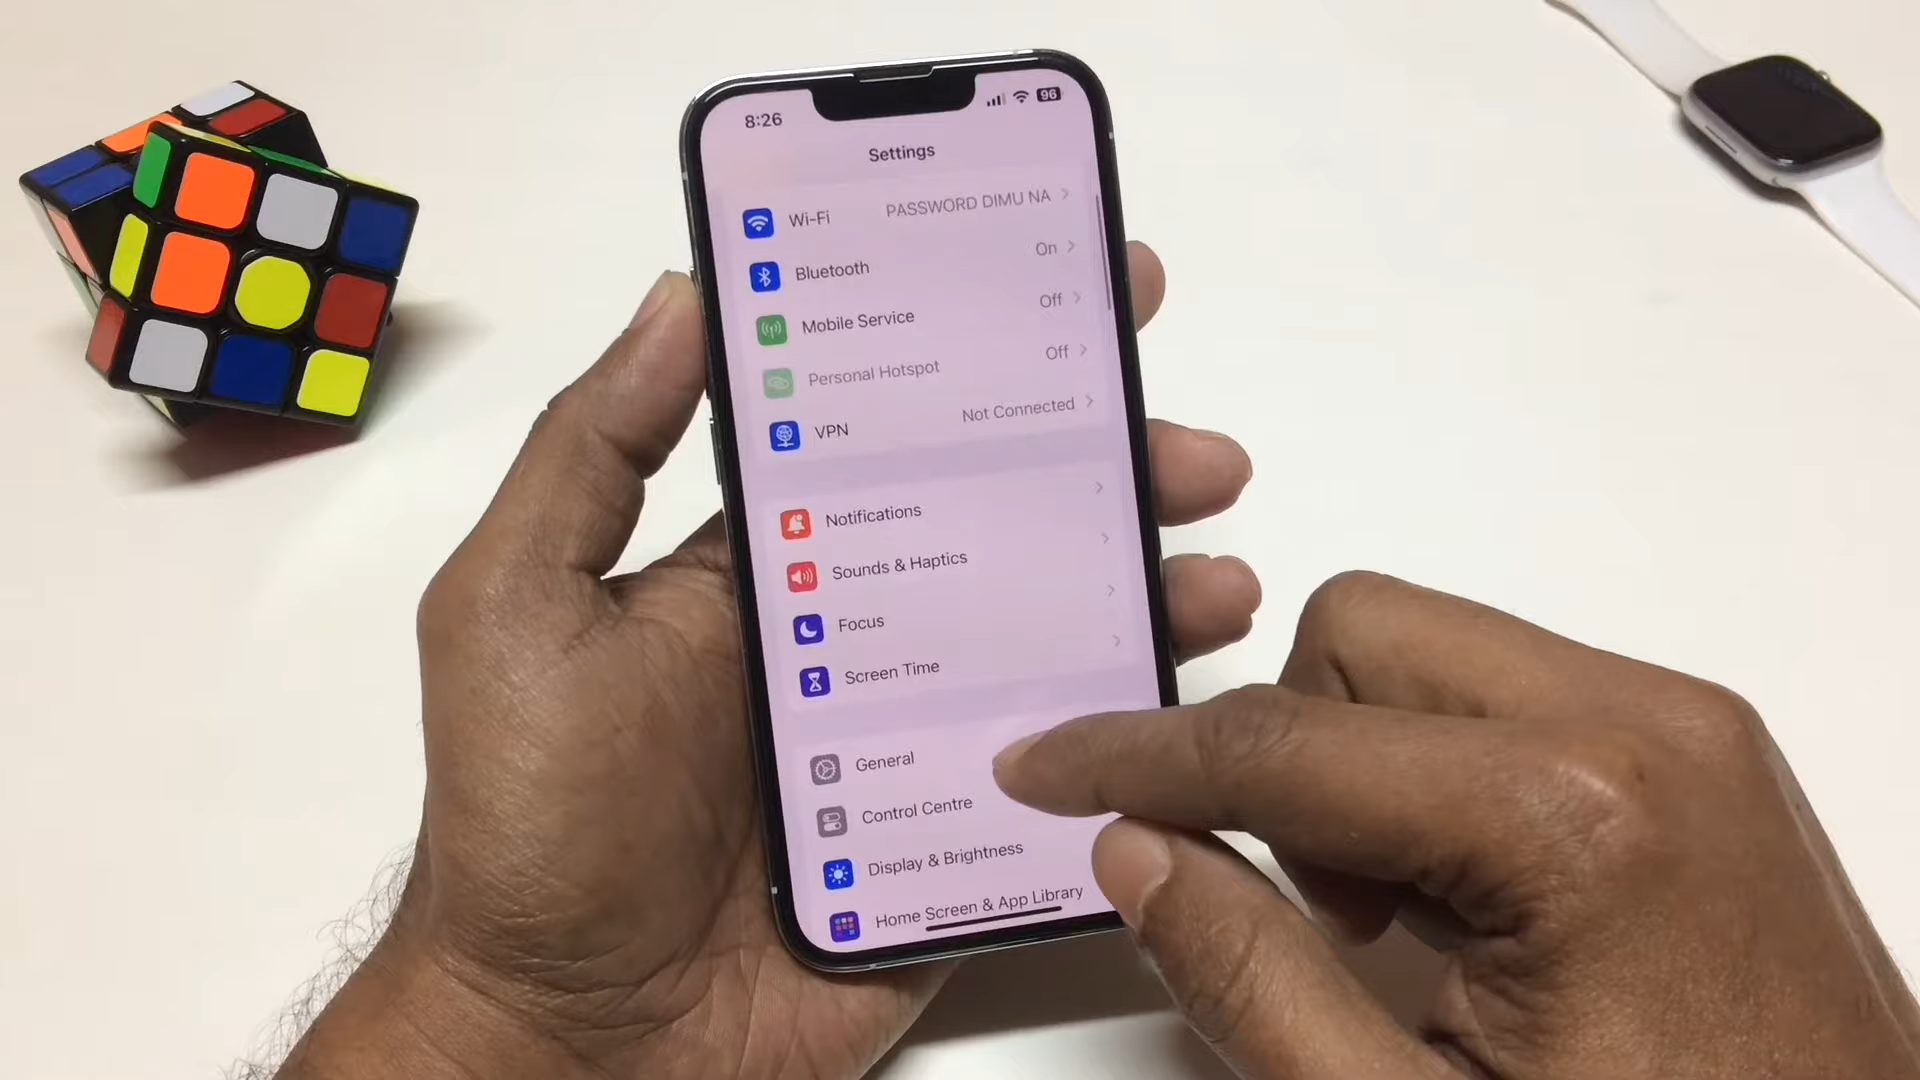 8:26 96
Settings
Wi-Fi PASSWORD DIMU NA
Bluetooth On
Mobile Service Off
Personal Hotspot Off
VPN Not Connected
Notifications
Sounds & Haptics
Focus
Screen Time
General
Control Centre
Display & Brightness
Home Screen & App Library